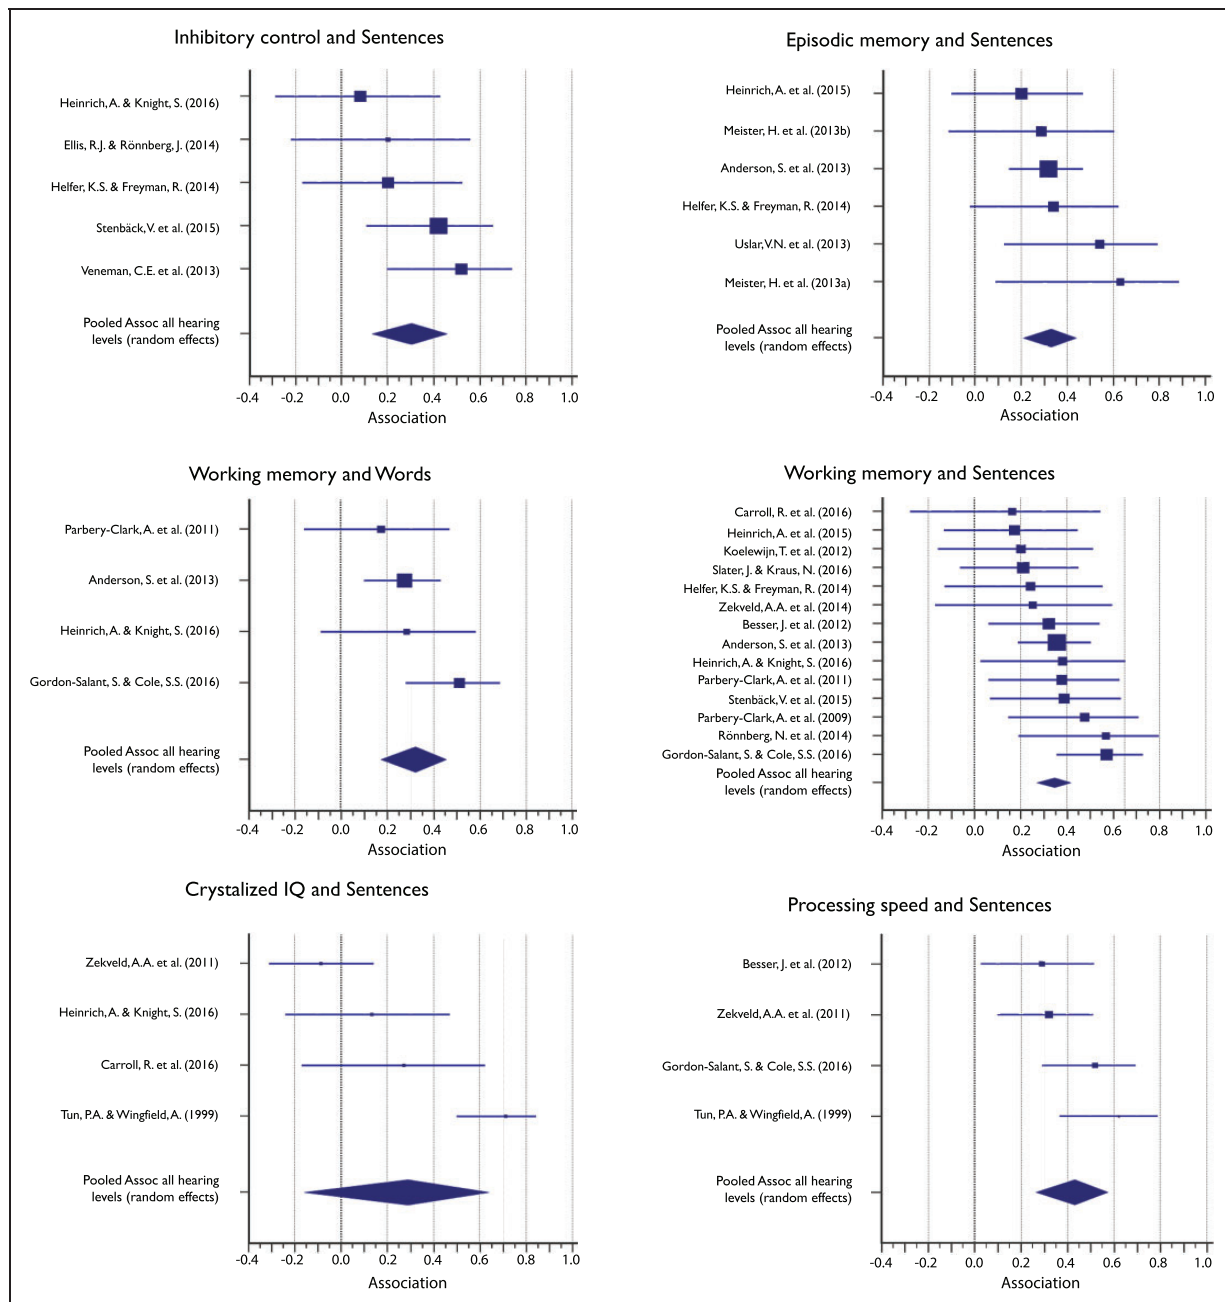 Inhibitory control and Sentences
Heinrich, A. & Knight, S. (2016)
Ellis, R.J. & Rönnberg, J. (2014)
Helfer, K.S. & Freyman, R. (2014)
Stenbäck, V. et al. (2015)
Veneman, C.E. et al. (2013)
Pooled Assoc all hearing
levels (random effects)
-0.4 -0.2 0.0 0.2 0.4 0.6 0.8 1.0
Association
Episodic memory and Sentences
Heinrich, A. et al. (2015)
Meister, H. et al. (2013b)
Anderson, S. et al. (2013)
Helfer, K.S. & Freyman, R. (2014)
Uslar, V.N. et al. (2013)
Meister, H. et al. (2013a)
Pooled Assoc all hearing
levels (random effects)
-0.4 -0.2 0.0 0.2 0.4 0.6 0.8 1.0
Association
Working memory and Words
Parbery-Clark, A. et al. (2011)
Anderson, S. et al. (2013)
Heinrich, A. & Knight, S. (2016)
Gordon-Salant, S. & Cole, S.S. (2016)
Pooled Assoc all hearing
levels (random effects)
-0.4 -0.2 0.0 0.2 0.4 0.6 0.8 1.0
Association
Working memory and Sentences
Carroll, R. et al. (2016)
Heinrich, A. et al. (2015)
Koelewijn, T. et al. (2012)
Slater, J. & Kraus, N. (2016)
Helfer, K.S. & Freyman, R. (2014)
Zekveld, A.A. et al. (2014)
Besser, J. et al. (2012)
Anderson, S. et al. (2013)
Heinrich, A. & Knight, S. (2016)
Parbery-Clark, A. et al. (2011)
Stenbäck, V. et al. (2015)
Parbery-Clark, A. et al. (2009)
Rönnberg, N. et al. (2014)
Gordon-Salant, S. & Cole, S.S. (2016)
Pooled Assoc all hearing
levels (random effects)
-0.4 -0.2 0.0 0.2 0.4 0.6 0.8 1.0
Association
Crystalized IQ and Sentences
Zekveld, A.A. et al. (2011)
Heinrich, A. & Knight, S. (2016)
Carroll, R. et al. (2016)
Tun, P.A. & Wingfield, A. (1999)
Pooled Assoc all hearing
levels (random effects)
-0.4 -0.2 0.0 0.2 0.4 0.6 0.8 1.0
Association
Processing speed and Sentences
Besser, J. et al. (2012)
Zekveld, A.A. et al. (2011)
Gordon-Salant, S. & Cole, S.S. (2016)
Tun, P.A. & Wingfield, A. (1999)
Pooled Assoc all hearing
levels (random effects)
-0.4 -0.2 0.0 0.2 0.4 0.6 0.8 1.0
Association